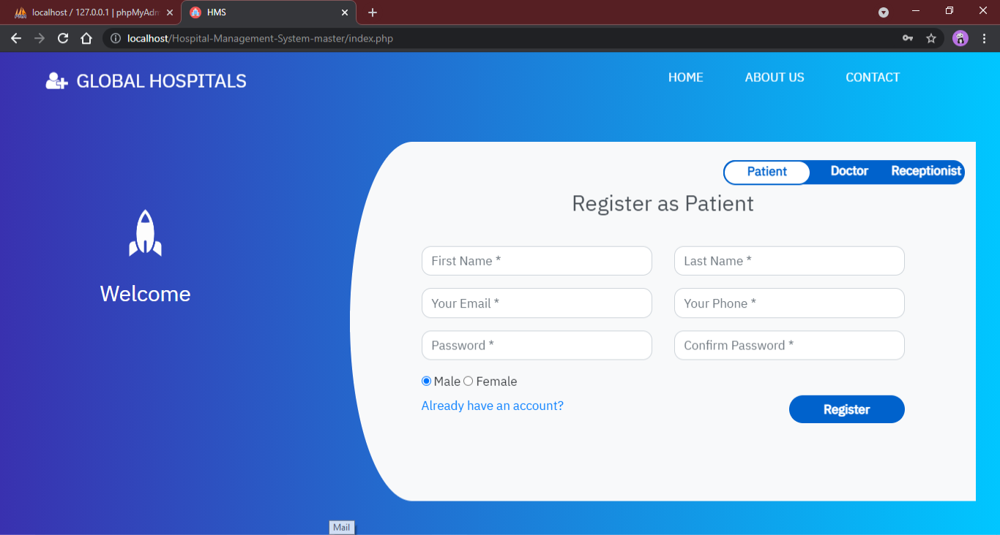 localhost / 127.0.0.1 | phpMyAdm
HMS
localhost/Hospital-Management-System-master/index.php
GLOBAL HOSPITALS
HOME ABOUT US CONTACT
Patient Doctor Receptionist
Register as Patient
Welcome
First Name * Last Name *
Your Email * Your Phone *
Password * Confirm Password *
Male Female
Already have an account?
Register
Mail